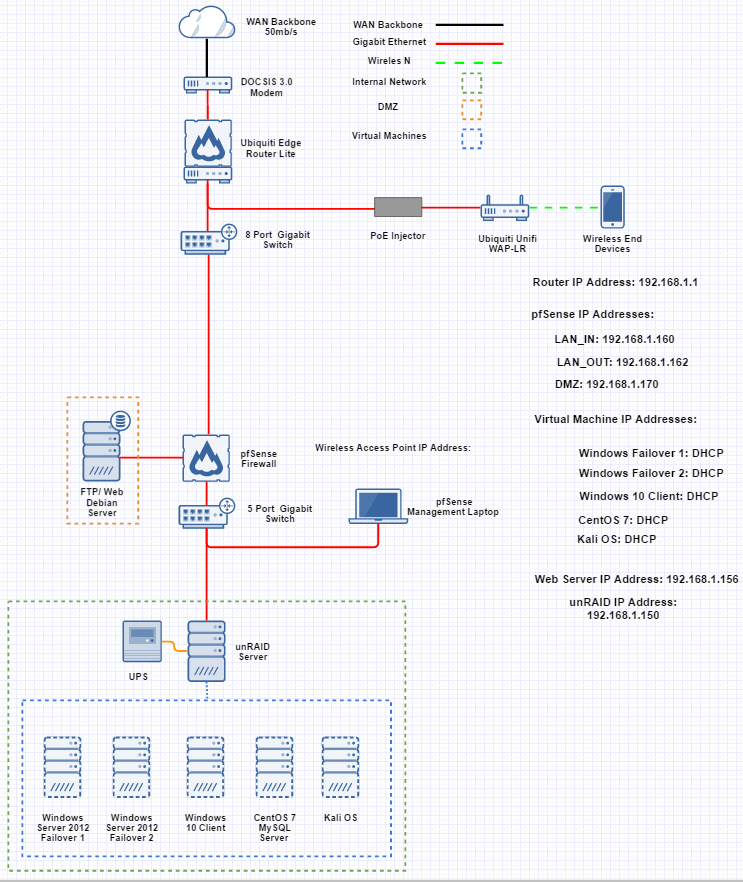 WAN Backbone
50mb/s
WAN Backbone
Gigabit Ethernet
Wireles N
Internal Network
DMZ
Virtual Machines
DOCSIS 3.0
Modem
Ubiquiti Edge
Router Lite
8 Port Gigabit
Switch
PoE Injector
Ubiquiti Unifi
WAP-LR
Wireless End
Devices
Router IP Address: 192.168.1.1
pfSense IP Addresses:
LAN_IN: 192.168.1.160
LAN_OUT: 192.168.1.162
DMZ: 192.168.1.170
Virtual Machine IP Addresses:
Windows Failover 1: DHCP
Windows Failover 2: DHCP
Windows 10 Client: DHCP
CentOS 7: DHCP
Kali OS: DHCP
Web Server IP Address: 192.168.1.156
unRAID IP Address:
192.168.1.150
FTP/ Web
Debian
Server
pfSense
Firewall
Wireless Access Point IP Address:
5 Port Gigabit
Switch
pfSense
Management Laptop
UPS
unRAID
Server
Windows
Server 2012
Failover 1
Windows
Server 2012
Failover 2
Windows
10 Client
CentOS 7
MySQL
Server
Kali OS